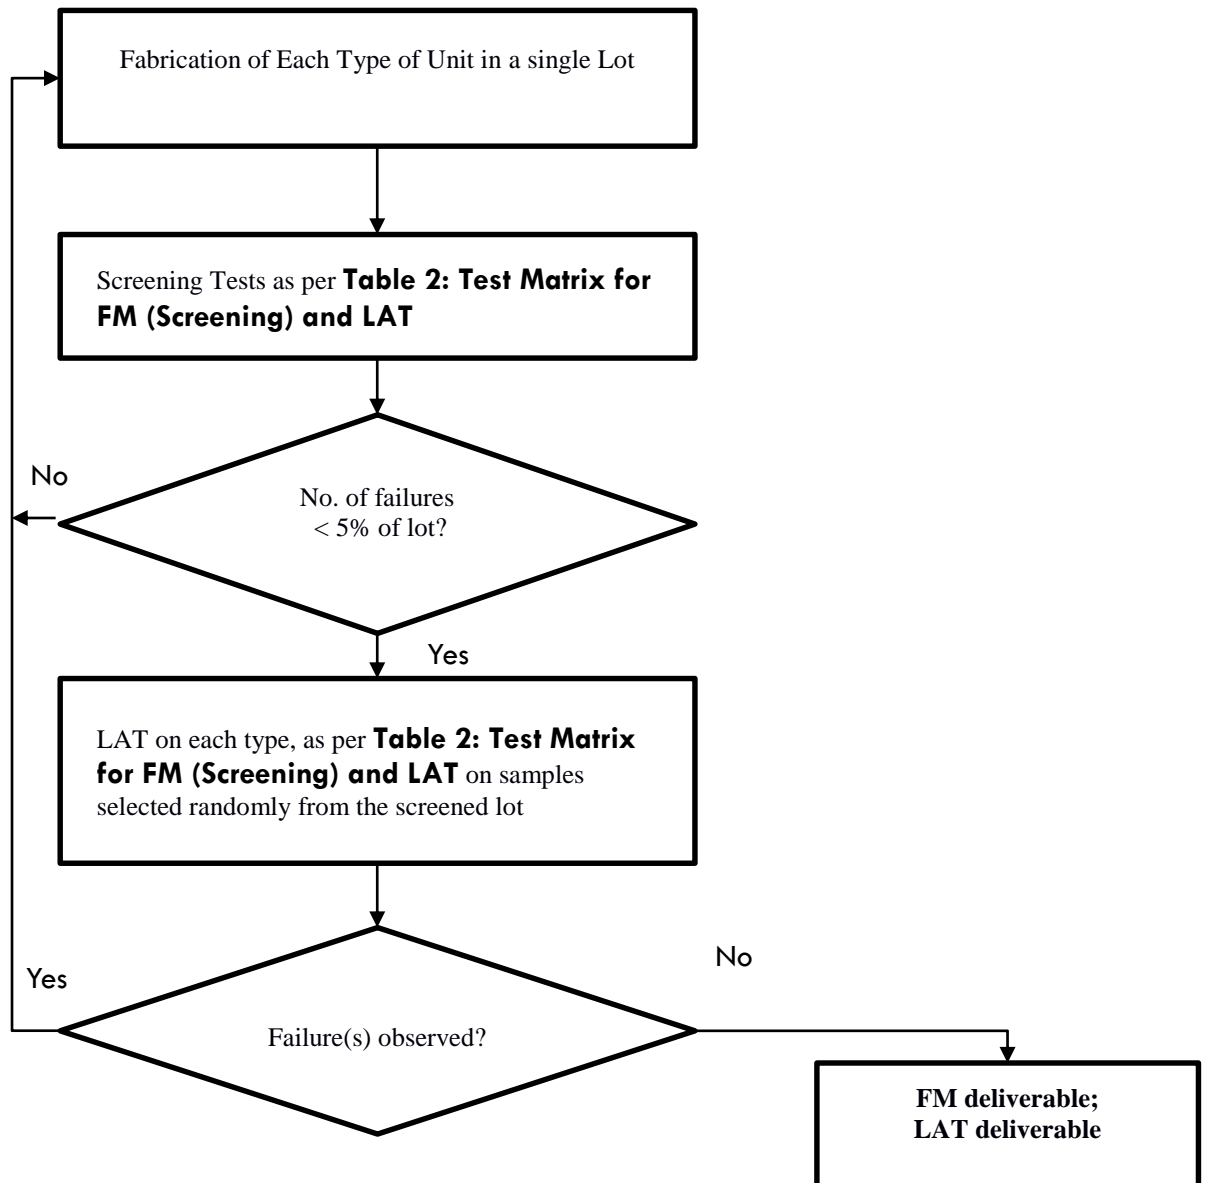 Fabrication of Each Type of Unit in a single Lot
Screening Tests as per Table 2: Test Matrix for
FM (Screening) and LAT
No
No. of failures
< 5% of lot?
Yes
LAT on each type, as per Table 2: Test Matrix
for FM (Screening) and LAT on samples
selected randomly from the screened lot
No
Yes
Failure(s) observed?
FM deliverable;
LAT deliverable